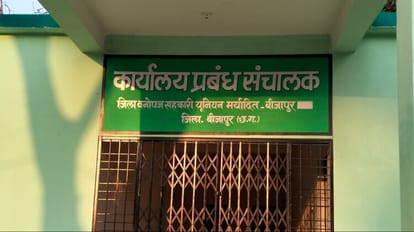 कार्यालय प्रबंध संचालक
जिला वनोपज सहकारी यूनियन मर्यादित - बीजापुर
जिला- बीजापुर (छ.ग.)